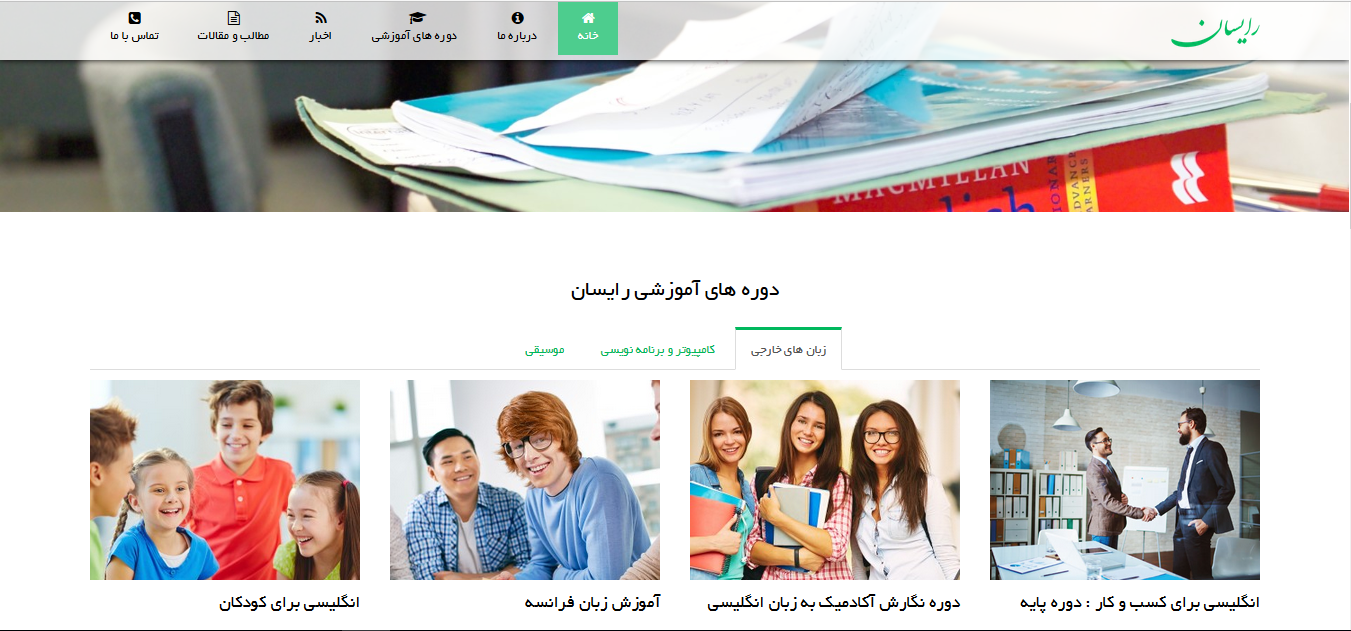 رایسان
خانه
درباره ما
دوره های آموزشی
اخبار
مطالب و مقالات
تماس با ما
MACMILLAN
دوره های آموزشی رایسان
زبان های خارجی
کامپیوتر و برنامه نویسی
موسیقی
انگلیسی برای کسب و کار : دوره پایه
دوره نگارش آکادمیک به زبان انگلیسی
آموزش زبان فرانسه
انگلیسی برای کودکان